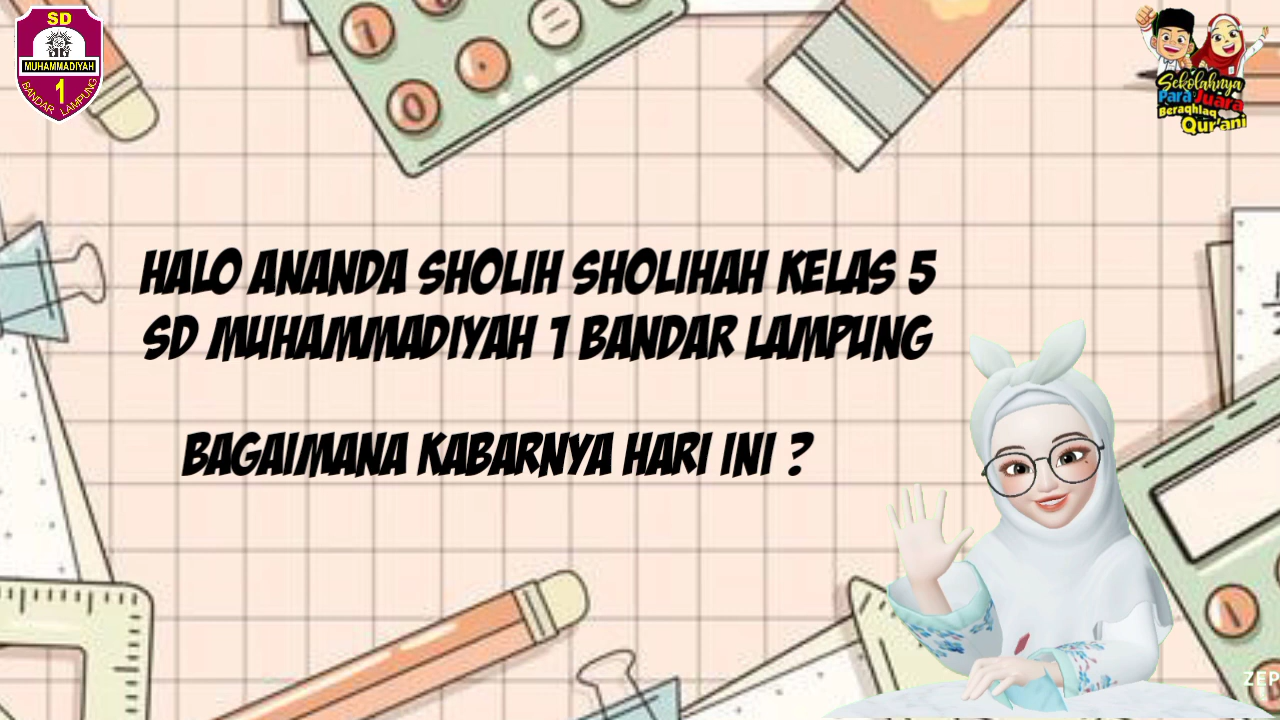 SD
MUHAMMADIYAH
1
BANDAR LAMPUNG
Sekolahnya
Para Juara
Beraqhlaq
Qur'ani
HALO ANANDA SHOLIH SHOLIHAH KELAS 5
SD MUHAMMADIYAH 1 BANDAR LAMPUNG
BAGAIMANA KABARNYA HARI INI ?
ZEP